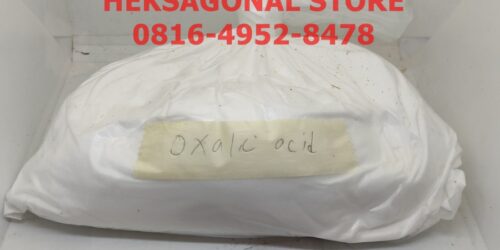 HEKSAGONAL STORE
0816-4952-8478
oxalic acid